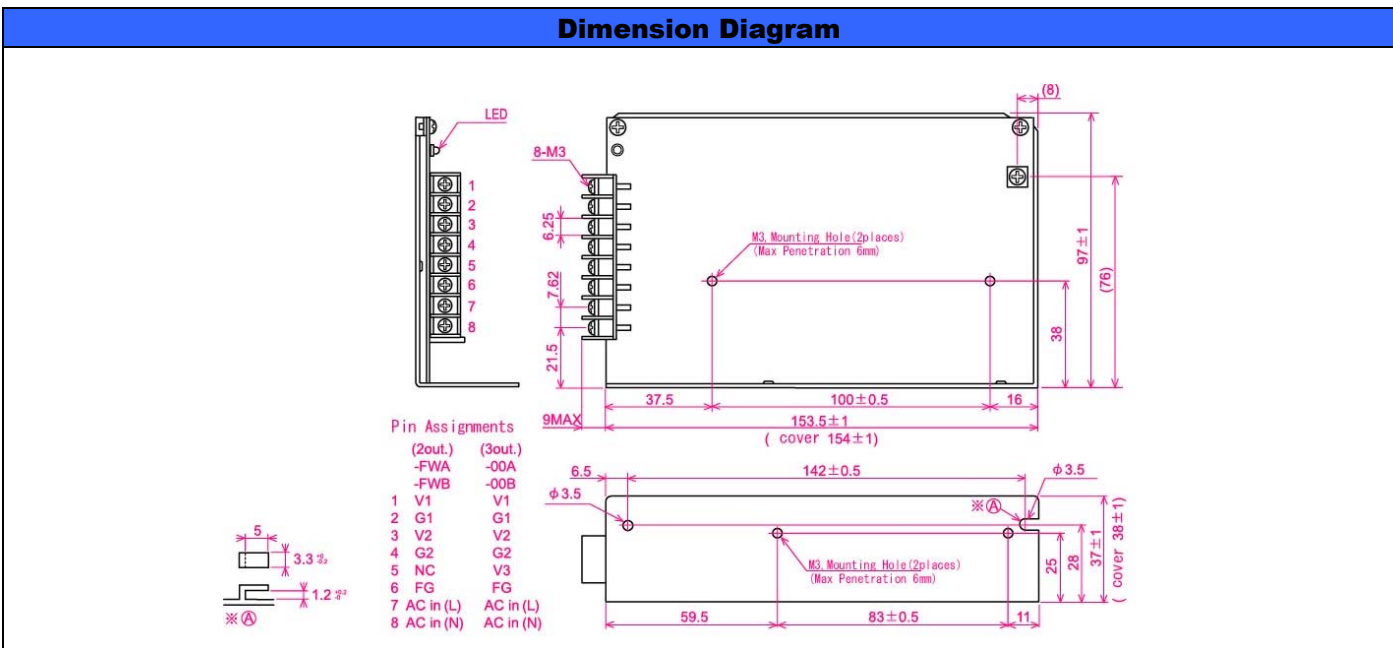 Dimension Diagram
(8)
LED
8-M3
1
2
3
4
5
6
7
8
6.25
7.62
21.5
M3, Mounting Hole(2places)
(Max Penetration 6mm)
97±1
(76)
38
37.5
100±0.5
16
9MAX
153.5±1
( cover 154±1)
Pin Assignments
(2out.) (3out.)
-FWA -00A
-FWB -00B
1 V1 V1
2 G1 G1
3 V2 V2
4 G2 G2
5 NC V3
6 FG FG
7 AC in (L) AC in (L)
8 AC in (N) AC in (N)
6.5
142±0.5
φ3.5
φ3.5
※Ⓐ
M3, Mounting Hole(2places)
(Max Penetration 6mm)
25
28
37±1
( cover 38±1)
59.5
83±0.5
11
5
3.3
1.2
※Ⓐ